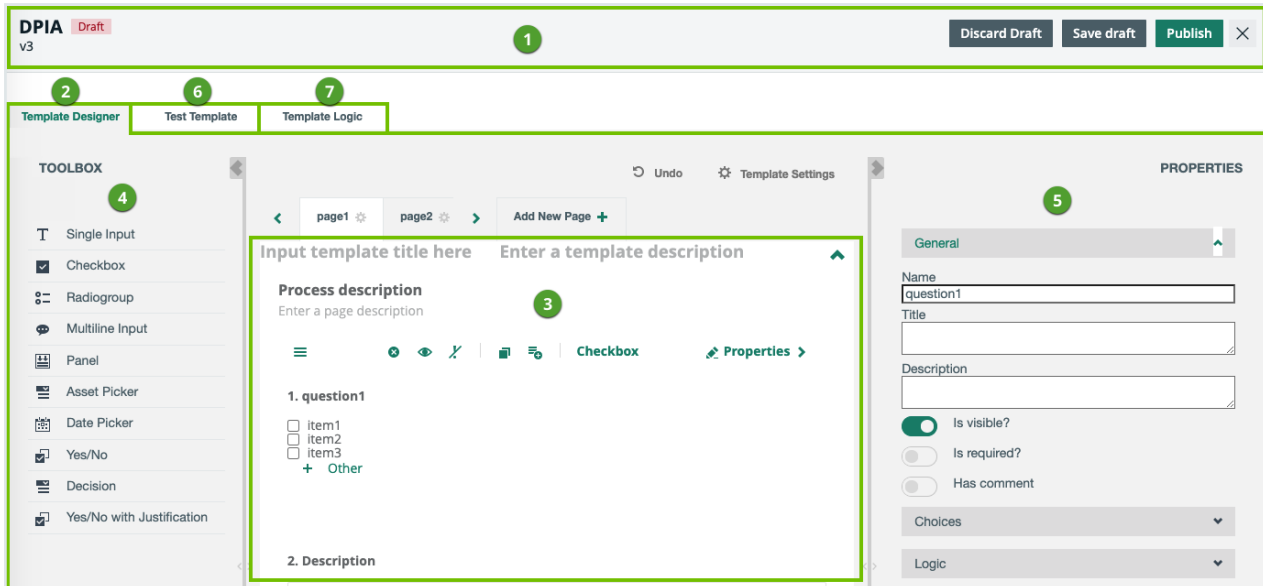 DPIA Draft
v3
1
Discard Draft Save draft Publish
2 6 7
Template Designer Test Template Template Logic
TOOLBOX
4
Single Input
Checkbox
Radiogroup
Multiline Input
Panel
Asset Picker
Date Picker
Yes/No
Decision
Yes/No with Justification
Undo Template Settings
page1 page2 Add New Page +
Input template title here Enter a template description
Process description
Enter a page description
3
Checkbox Properties
1. question1
item1
item2
item3
+ Other
2. Description
PROPERTIES
5
General
Name
question1
Title
Description
Is visible?
Is required?
Has comment
Choices
Logic